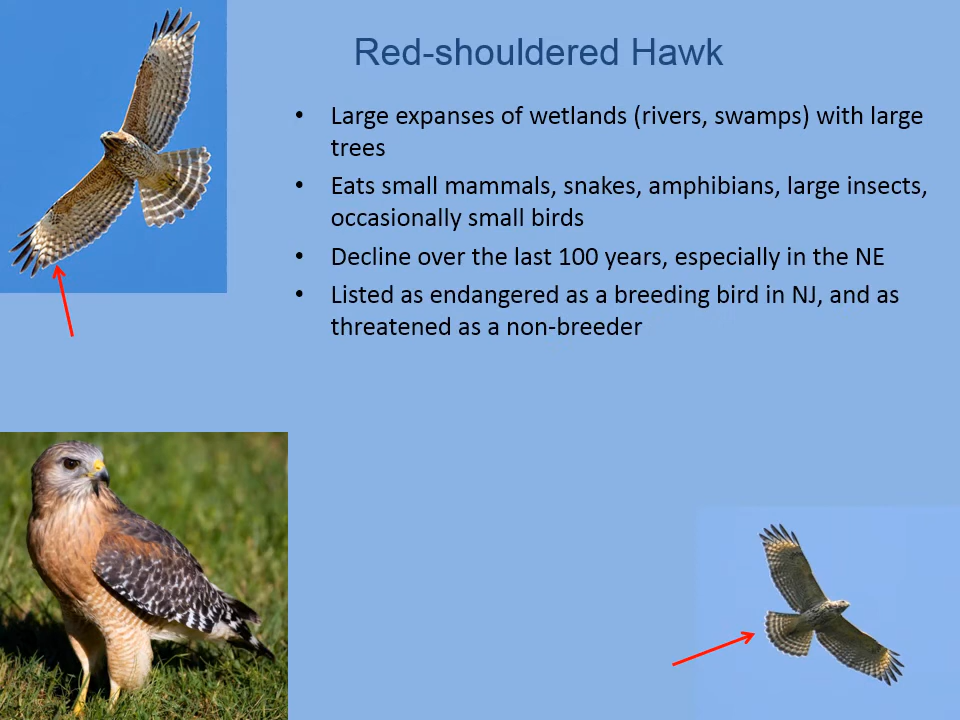 Red-shouldered Hawk
• Large expanses of wetlands (rivers, swamps) with large
trees
• Eats small mammals, snakes, amphibians, large insects,
occasionally small birds
• Decline over the last 100 years, especially in the NE
• Listed as endangered as a breeding bird in NJ, and as
threatened as a non-breeder